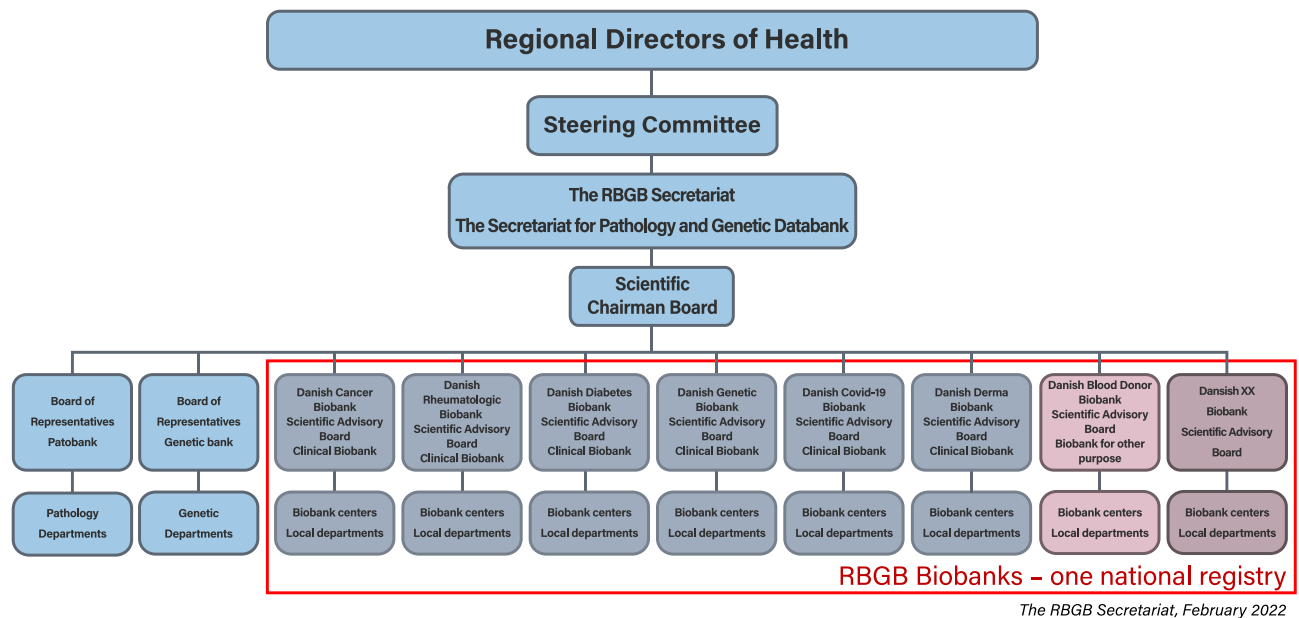 Regional Directors of Health
Steering Committee
The RBGB Secretariat
The Secretariat for Pathology and Genetic Databank
Scientific
Chairman Board
Board of
Representatives
Patobank
Board of
Representatives
Genetic bank
Danish Cancer
Biobank
Scientific Advisory
Board
Clinical Biobank
Danish
Rheumatologic
Biobank
Scientific Advisory
Board
Clinical Biobank
Danish Diabetes
Biobank
Scientific Advisory
Board
Clinical Biobank
Danish Genetic
Biobank
Scientific Advisory
Board
Clinical Biobank
Danish Covid-19
Biobank
Scientific Advisory
Board
Clinical Biobank
Danish Derma
Biobank
Scientific Advisory
Board
Clinical Biobank
Danish Blood Donor
Biobank
Scientific Advisory
Board
Biobank for other
purpose
Dansish XX
Biobank
Scientific Advisory
Board
Pathology
Departments
Genetic
Departments
Biobank centers
Local departments
Biobank centers
Local departments
Biobank centers
Local departments
Biobank centers
Local departments
Biobank centers
Local departments
Biobank centers
Local departments
Biobank centers
Local departments
Biobank centers
Local departments
RBGB Biobanks – one national registry
The RBGB Secretariat, February 2022